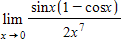 lim x→0 sinx(1−cosx) / 2x⁷